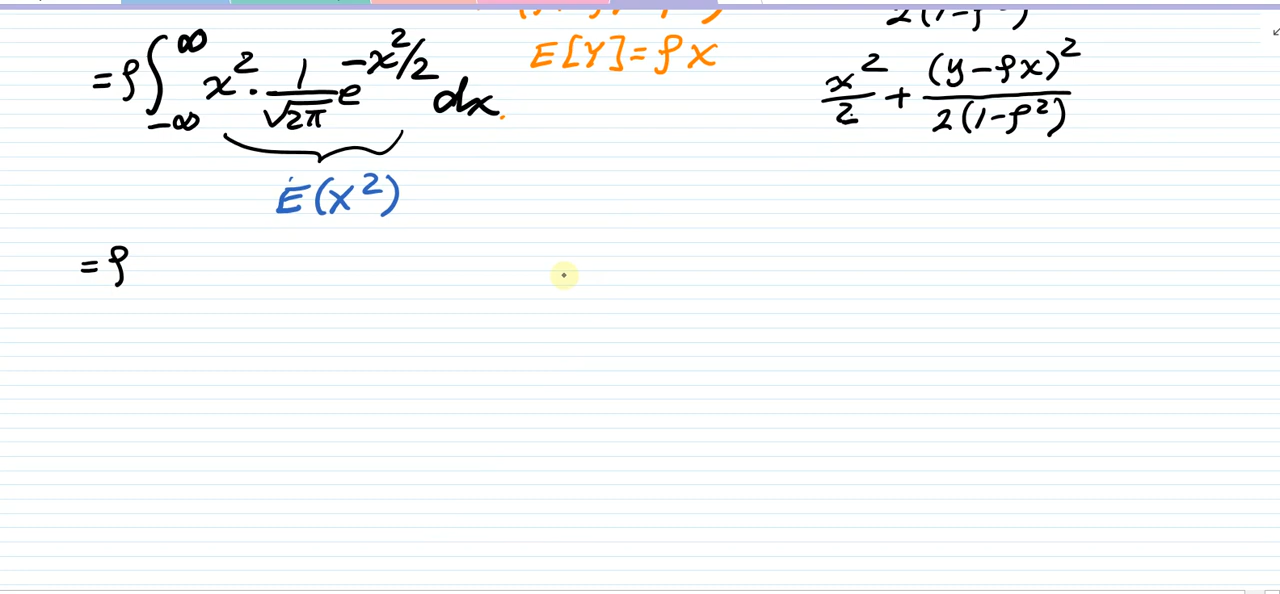 E[Y]=ρx
=ρ∫_{-∞}^{∞} x²·1/√2π e^{-x²/2} dx.
x²/2 + (y-ρx)²/2(1-ρ²)
E(X²)
=ρ